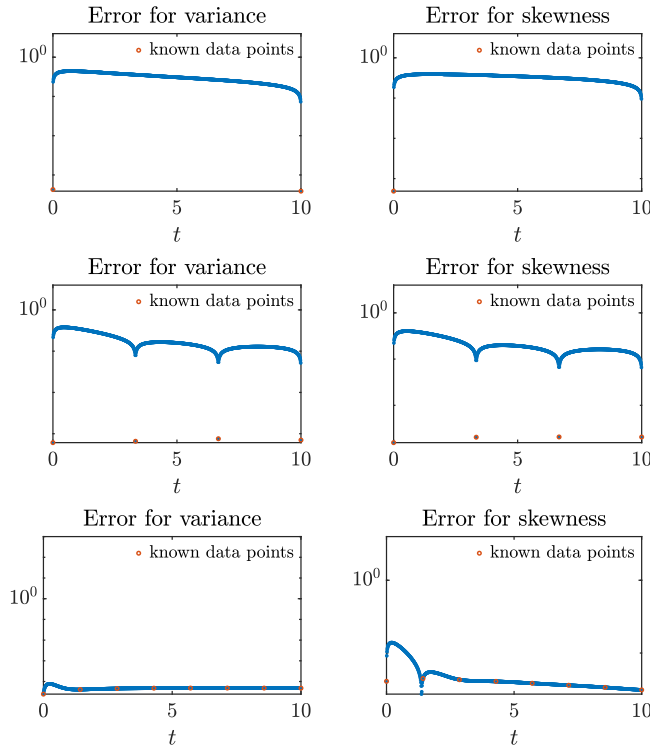 Error for variance
10^0
known data points
0 5 10
t
Error for skewness
10^0
known data points
0 5 10
t
Error for variance
10^0
known data points
0 5 10
t
Error for skewness
10^0
known data points
0 5 10
t
Error for variance
10^0
known data points
0 5 10
t
Error for skewness
10^0
known data points
0 5 10
t